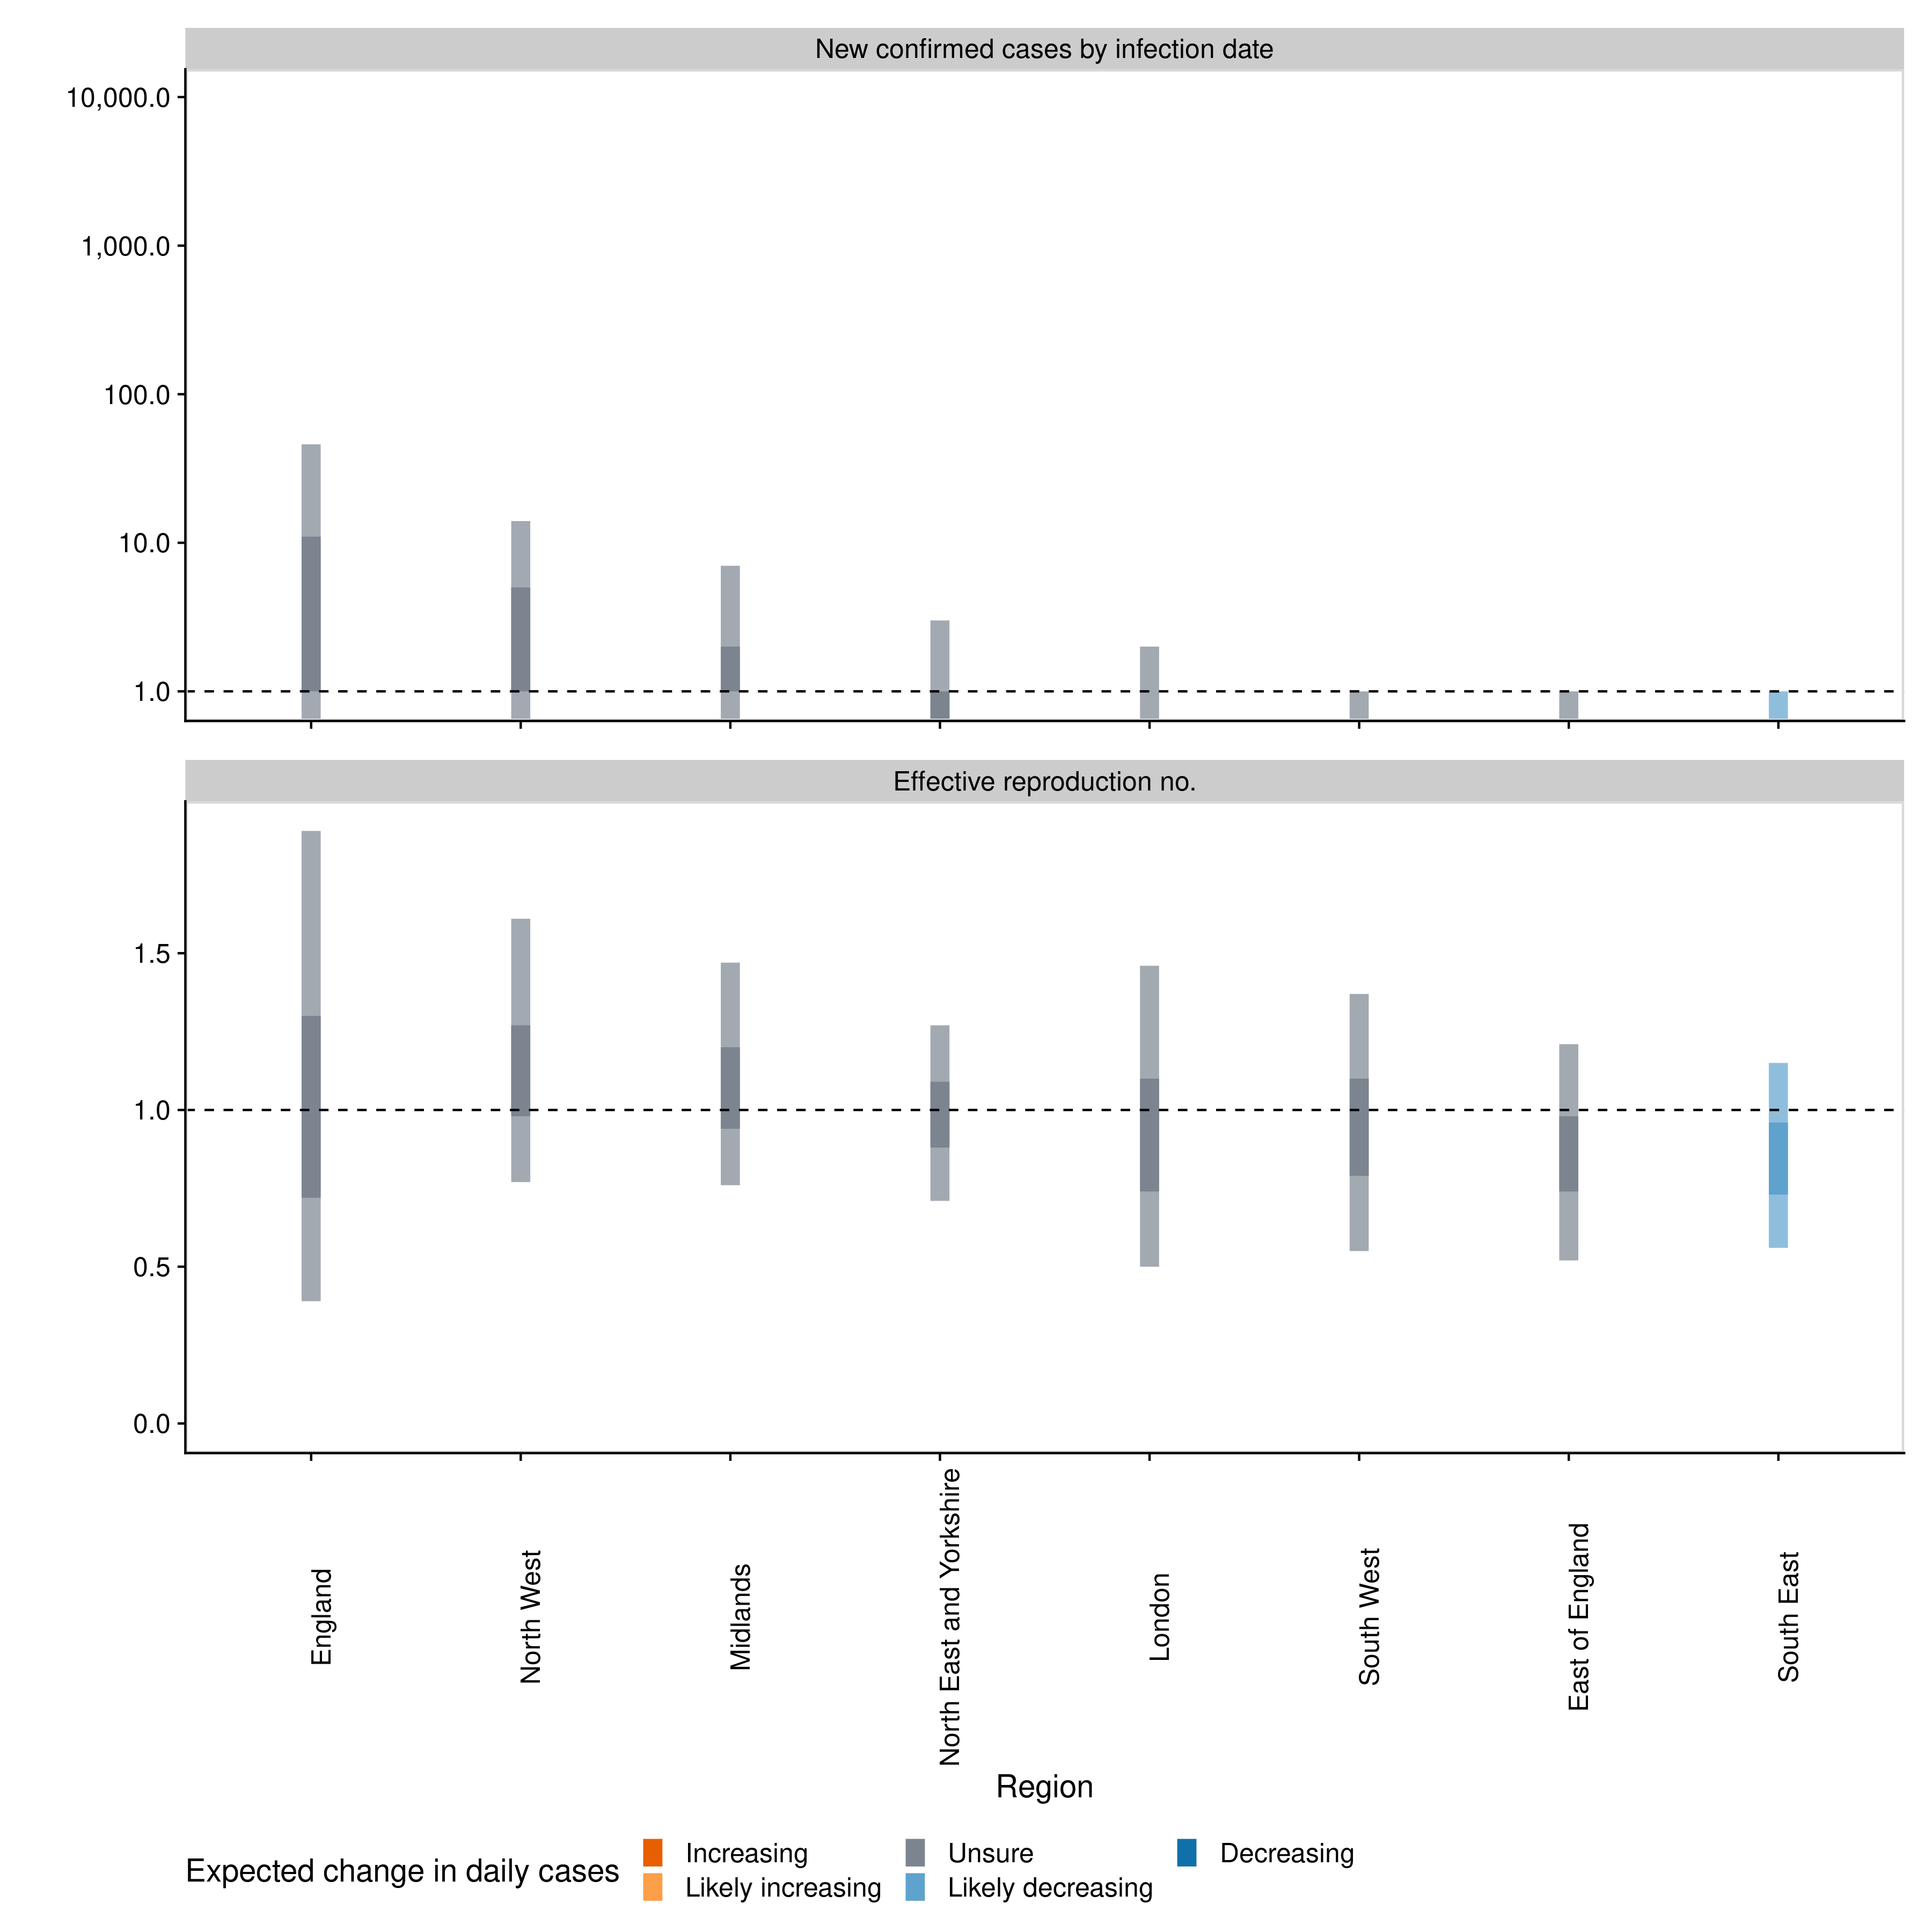 New confirmed cases by infection date
10,000.0
1,000.0
100.0
10.0
1.0
Effective reproduction no.
1.5
1.0
0.5
0.0
England
North West
Midlands
North East and Yorkshire
London
South West
East of England
South East
Region
Expected change in daily cases
Increasing
Unsure
Decreasing
Likely increasing
Likely decreasing